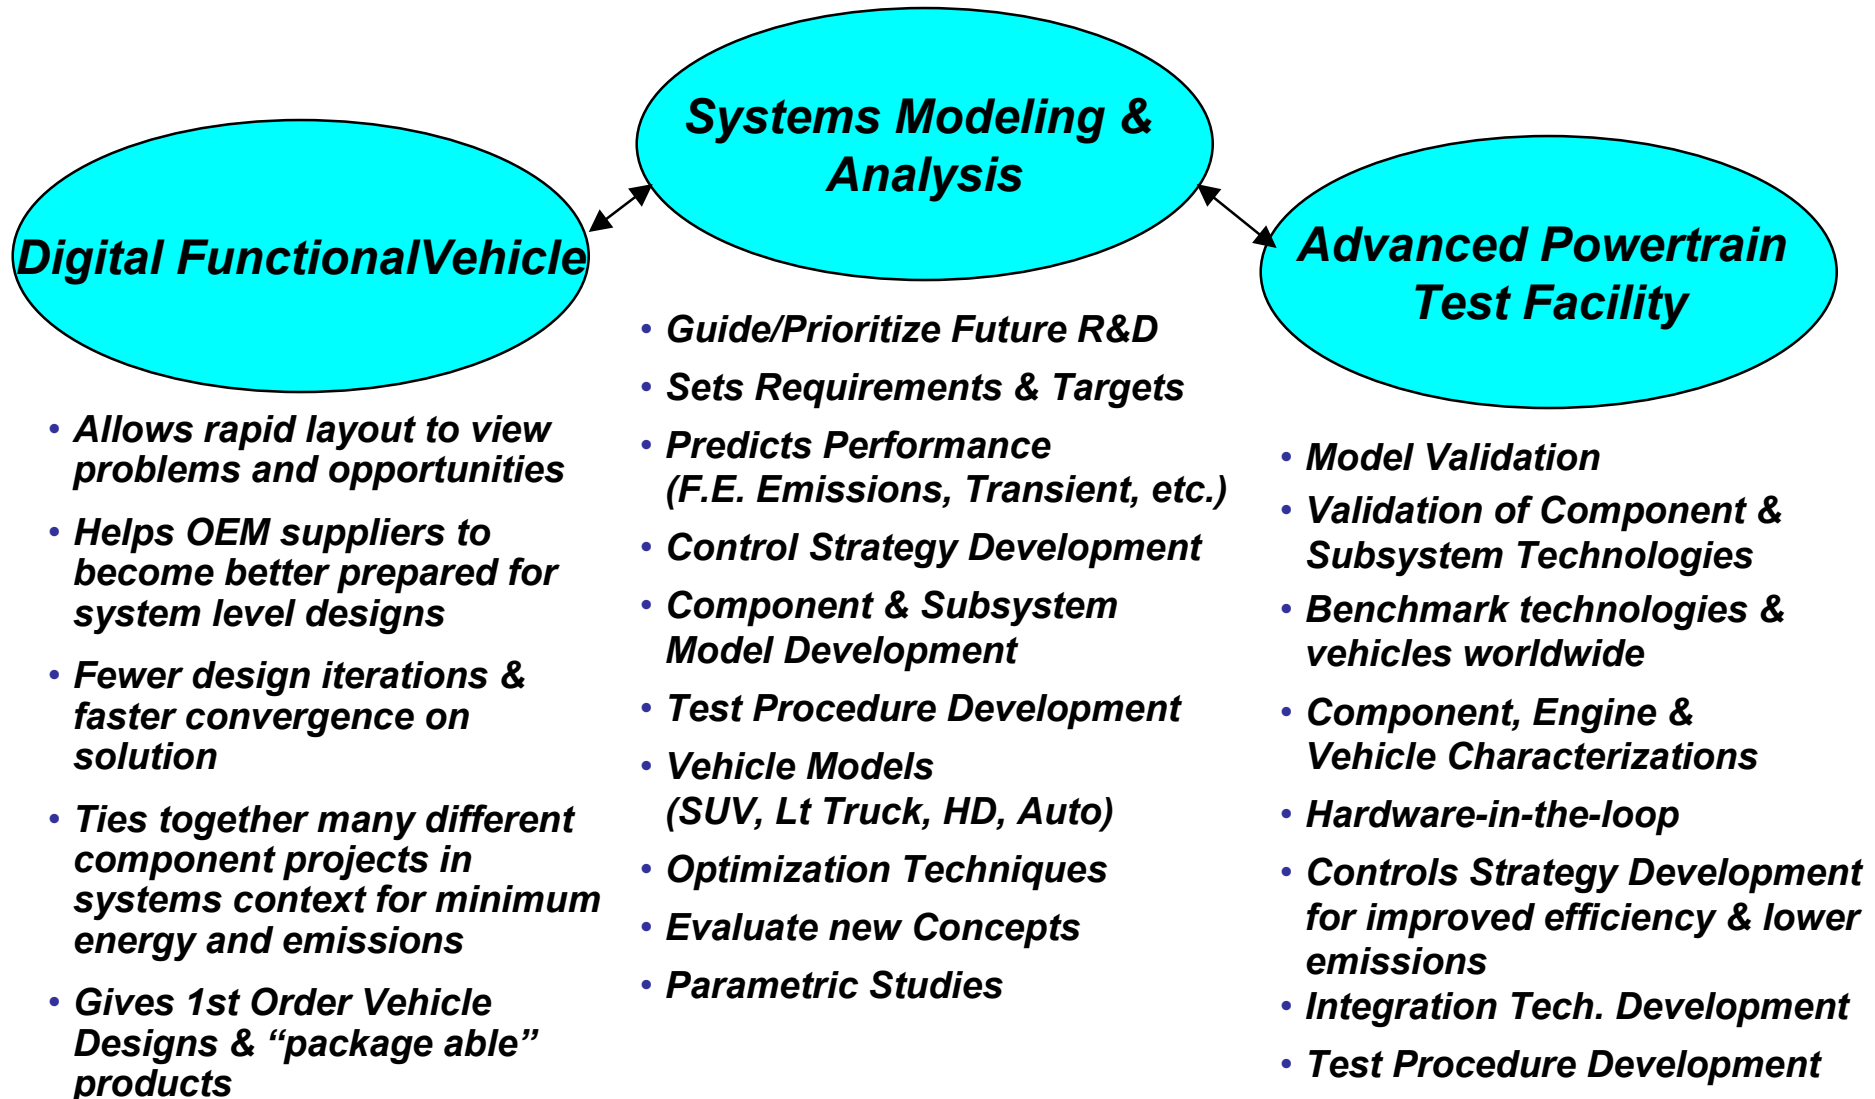 Systems Modeling &
Analysis
Digital FunctionalVehicle
Advanced Powertrain
Test Facility
• Allows rapid layout to view
problems and opportunities
• Helps OEM suppliers to
become better prepared for
system level designs
• Fewer design iterations &
faster convergence on
solution
• Ties together many different
component projects in
systems context for minimum
energy and emissions
• Gives 1st Order Vehicle
Designs & “package able”
products
• Guide/Prioritize Future R&D
• Sets Requirements & Targets
• Predicts Performance
(F.E. Emissions, Transient, etc.)
• Control Strategy Development
• Component & Subsystem
Model Development
• Test Procedure Development
• Vehicle Models
(SUV, Lt Truck, HD, Auto)
• Optimization Techniques
• Evaluate new Concepts
• Parametric Studies
• Model Validation
• Validation of Component &
Subsystem Technologies
• Benchmark technologies &
vehicles worldwide
• Component, Engine &
Vehicle Characterizations
• Hardware-in-the-loop
• Controls Strategy Development
for improved efficiency & lower
emissions
• Integration Tech. Development
• Test Procedure Development